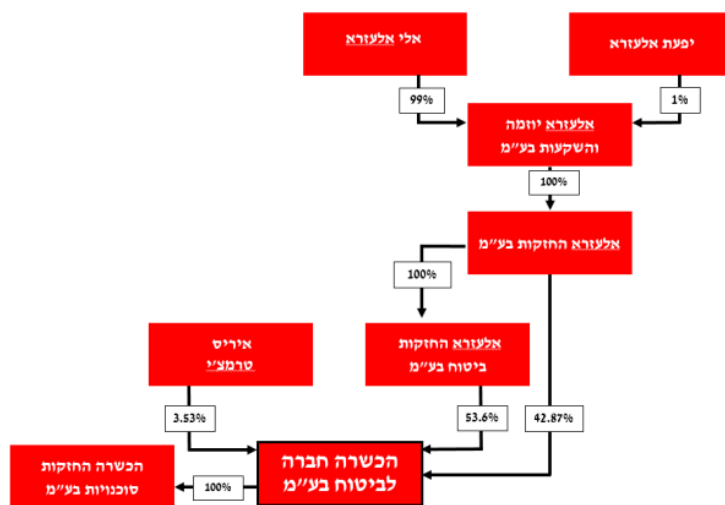 אלי אלעזרא
יפעת אלעזרא
99%
1%
אלעזרא יוזמה
והשקעות בע"מ
100%
אלעזרא החזקות בע"מ
100%
איריס
טרמצ'י
אלעזרא החזקות
ביטוח בע"מ
3.53%
53.6%
42.87%
הכשרה חברה
לביטוח בע"מ
הכשרה החזקות
סוכנויות בע"מ
100%